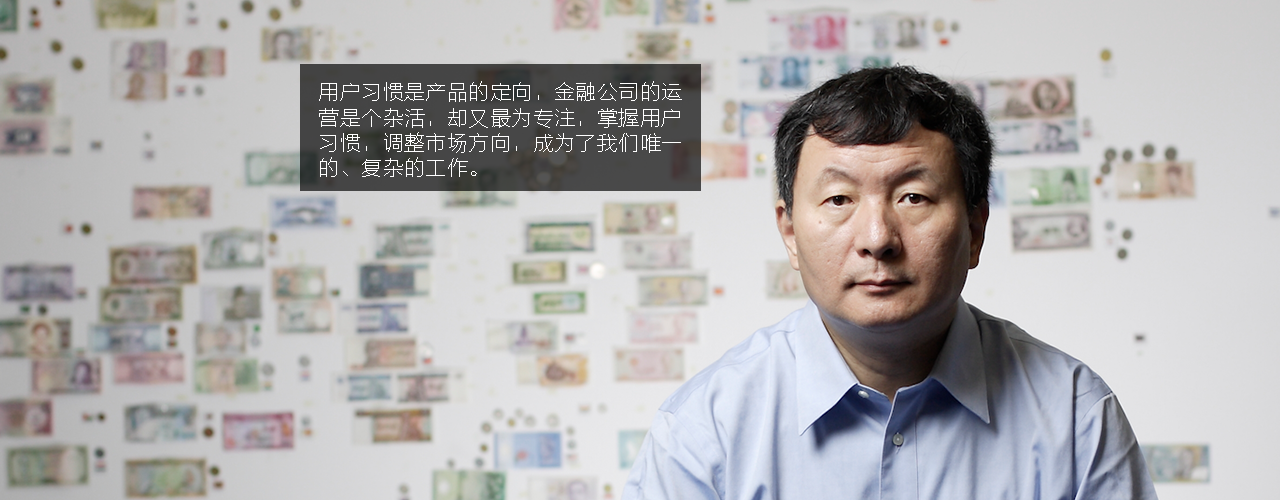 用户习惯是产品的定向，金融公司的运
营是个杂活，却又最为专注，掌握用户
习惯，调整市场方向，成为了我们唯一
的、复杂的工作。